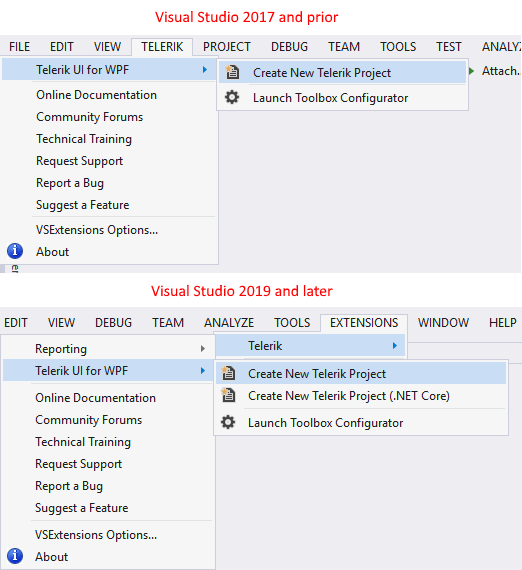 Visual Studio 2017 and prior
FILE EDIT VIEW TELERIK PROJECT DEBUG TEAM TOOLS TEST ANALYZ
Telerik UI for WPF Create New Telerik Project Attach...
Online Documentation Launch Toolbox Configurator
Community Forums
Technical Training
Request Support
Report a Bug
Suggest a Feature
VSExtensions Options...
About
Visual Studio 2019 and later
EDIT VIEW DEBUG TEAM ANALYZE TOOLS EXTENSIONS WINDOW HELP
Reporting Telerik
Telerik UI for WPF Create New Telerik Project
Online Documentation Create New Telerik Project (.NET Core)
Community Forums Launch Toolbox Configurator
Technical Training
Request Support
Report a Bug
Suggest a Feature
VSExtensions Options...
About